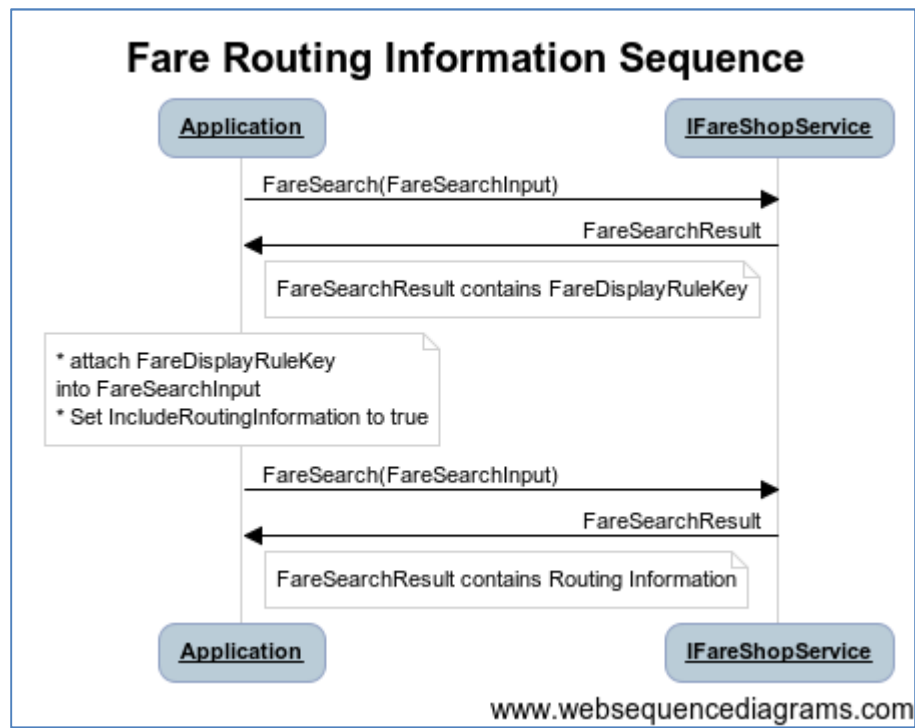 Fare Routing Information Sequence
Application
IFareShopService
FareSearch(FareSearchInput)
FareSearchResult
FareSearchResult contains FareDisplayRuleKey
* attach FareDisplayRuleKey
into FareSearchInput
* Set IncludeRoutingInformation to true
FareSearch(FareSearchInput)
FareSearchResult
FareSearchResult contains Routing Information
Application
IFareShopService
www.websequencediagrams.com